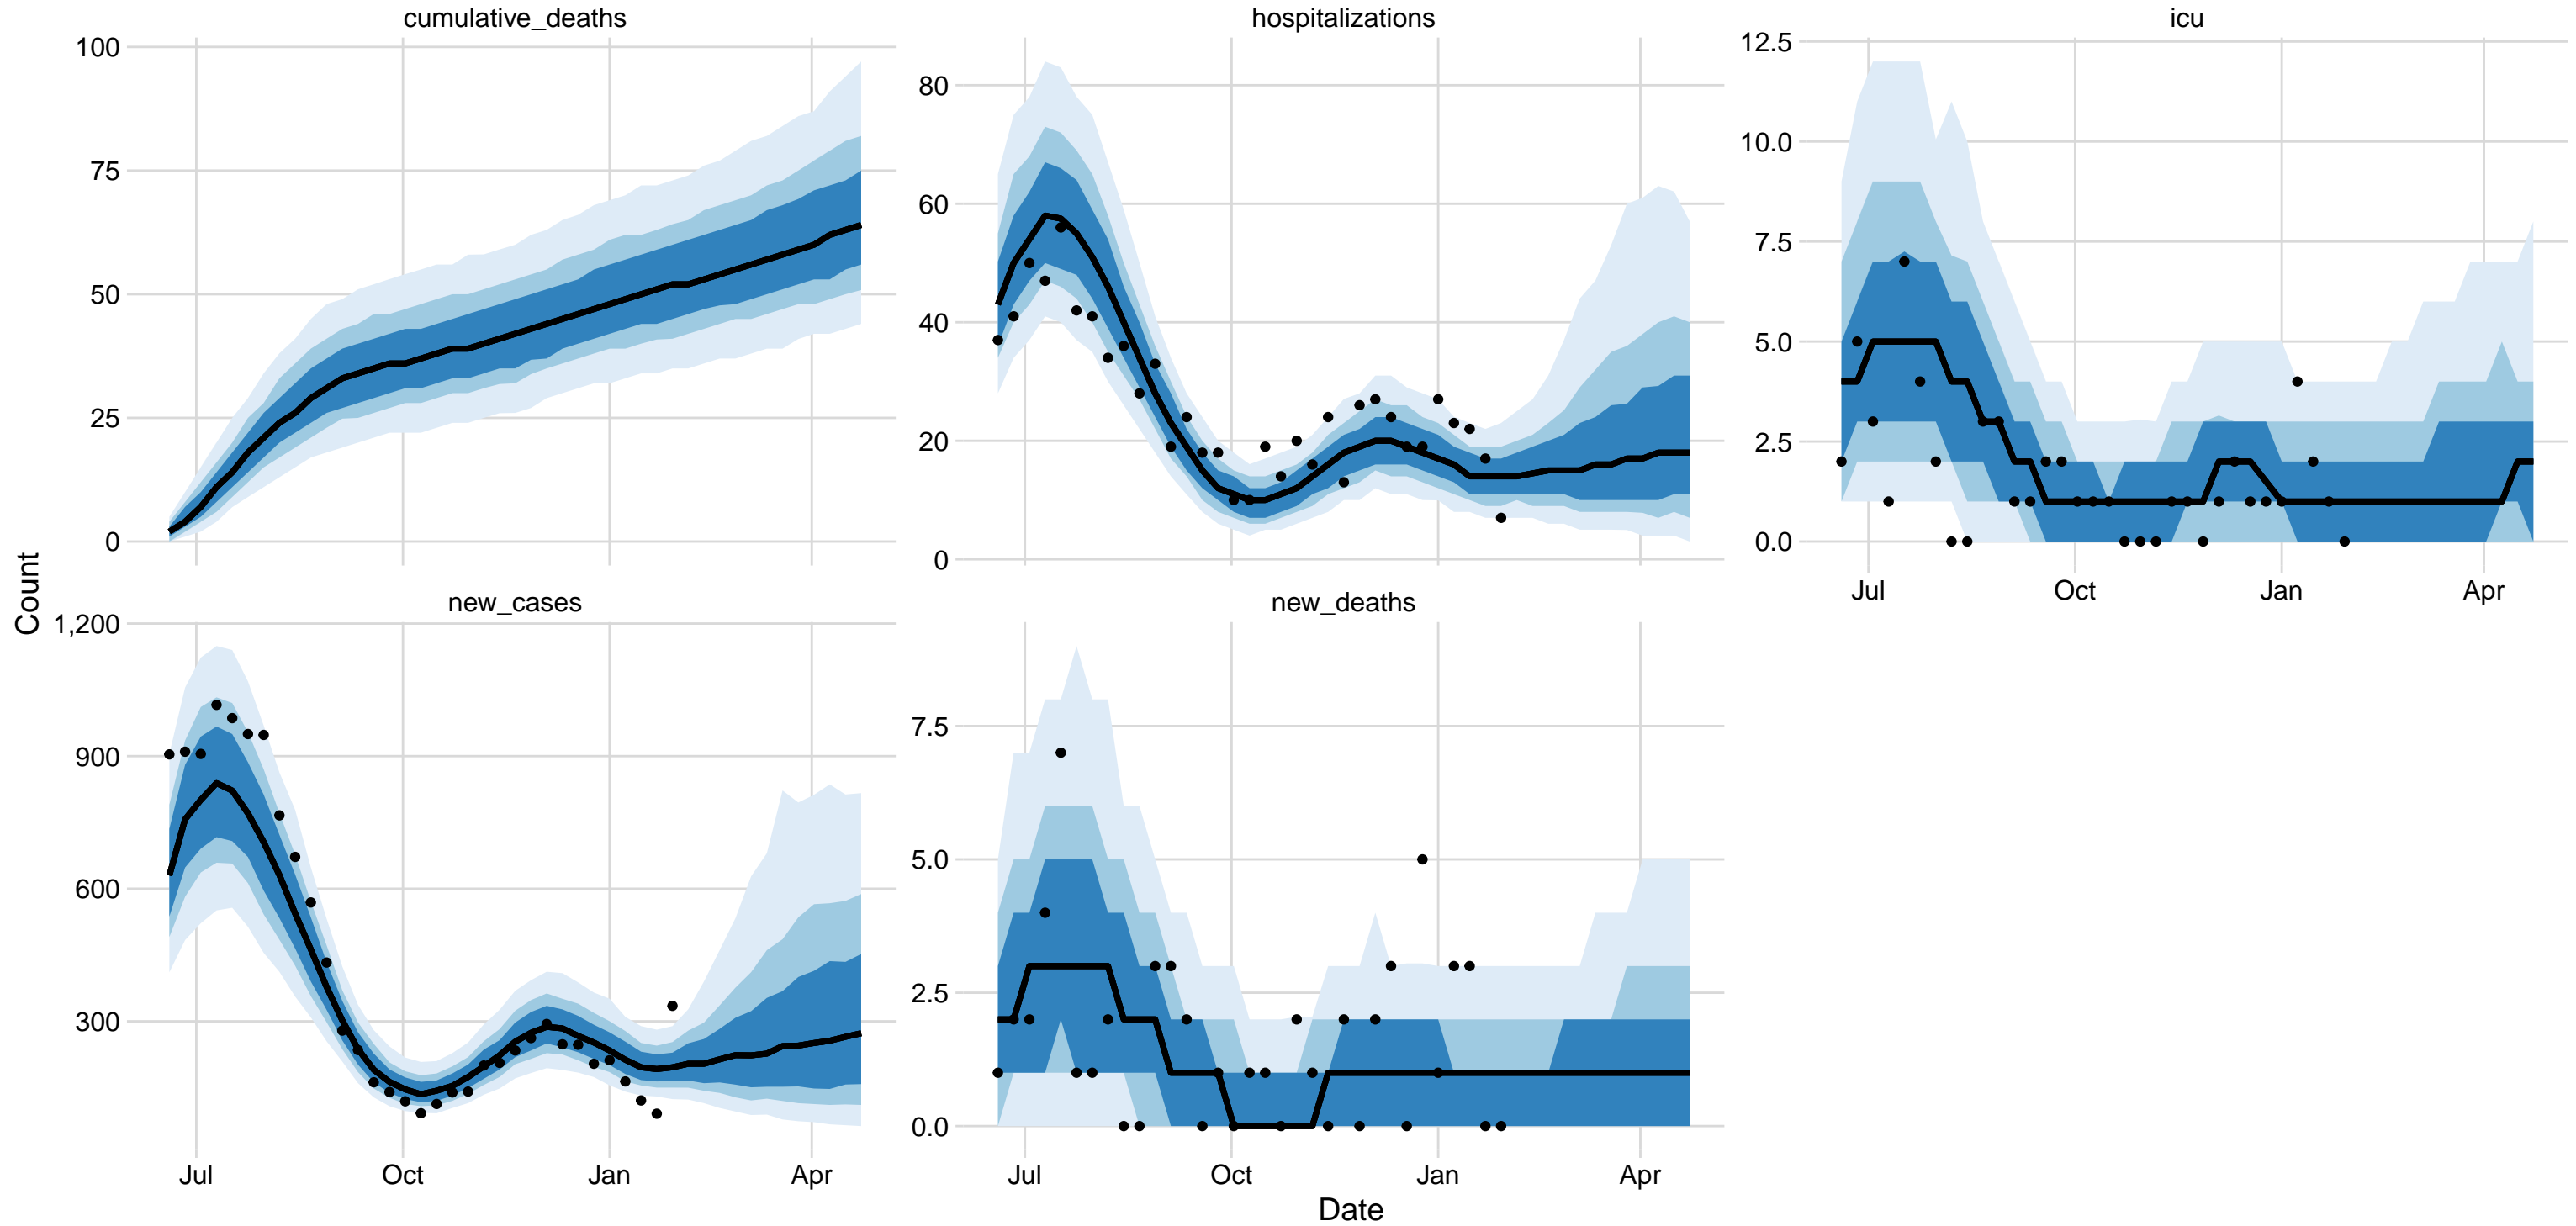 cumulative_deaths
100
75
50
25
0
hospitalizations
80
60
40
20
0
icu
12.5
10.0
7.5
5.0
2.5
0.0
Jul Oct Jan Apr
Count
new_cases
1,200
900
600
300
Jul Oct Jan Apr
new_deaths
7.5
5.0
2.5
0.0
Jul Oct Jan Apr
Date